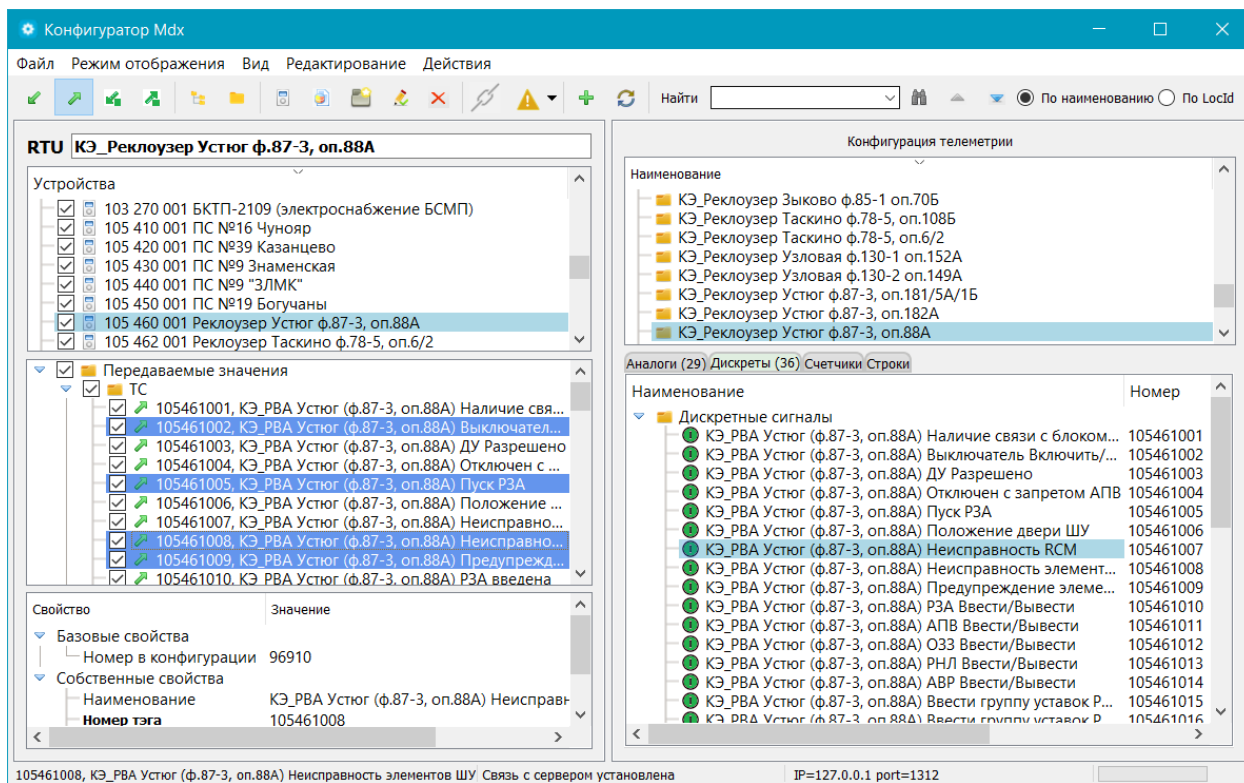 Конфигуратор Mdx
Файл Режим отображения Вид Редактирование Действия
Найти По наименованию По LocId
RTU КЭ_Реклоузер Устюг ф.87-3, оп.88А
Устройства
103 270 001 БКТП-2109 (электроснабжение БСМП)
105 410 001 ПС №16 Чунояр
105 420 001 ПС №39 Казанцево
105 430 001 ПС №9 Знаменская
105 440 001 ПС №9 "ЗЛМК"
105 450 001 ПС №19 Богучаны
105 460 001 Реклоузер Устюг ф.87-3, оп.88А
105 462 001 Реклоузер Таскино ф.78-5, оп.6/2
Передаваемые значения
ТС
105461001, КЭ_РВА Устюг (ф.87-3, оп.88А) Наличие свя...
105461002, КЭ_РВА Устюг (ф.87-3, оп.88А) Выключател...
105461003, КЭ_РВА Устюг (ф.87-3, оп.88А) ДУ Разрешено
105461004, КЭ_РВА Устюг (ф.87-3, оп.88А) Отключен с ...
105461005, КЭ_РВА Устюг (ф.87-3, оп.88А) Пуск РЗА
105461006, КЭ_РВА Устюг (ф.87-3, оп.88А) Положение ...
105461007, КЭ_РВА Устюг (ф.87-3, оп.88А) Неисправно...
105461008, КЭ_РВА Устюг (ф.87-3, оп.88А) Неисправно...
105461009, КЭ_РВА Устюг (ф.87-3, оп.88А) Предупрежд...
105461010, КЭ_РВА Устюг (ф.87-3, оп.88А) РЗА введена
Свойство Значение
Базовые свойства
Номер в конфигурации 96910
Собственные свойства
Наименование КЭ_РВА Устюг (ф.87-3, оп.88А) Неисправн
Номер тэга 105461008
Конфигурация телеметрии
Наименование
КЭ_Реклоузер Зыково ф.85-1 оп.70Б
КЭ_Реклоузер Таскино ф.78-5, оп.108Б
КЭ_Реклоузер Таскино ф.78-5, оп.6/2
КЭ_Реклоузер Узловая ф.130-1 оп.152А
КЭ_Реклоузер Узловая ф.130-2 оп.149А
КЭ_Реклоузер Устюг ф.87-3, оп.181/5А/1Б
КЭ_Реклоузер Устюг ф.87-3, оп.182А
КЭ_Реклоузер Устюг ф.87-3, оп.88А
Аналоги (29) Дискреты (36) Счетчики Строки
Наименование Номер
Дискретные сигналы
КЭ_РВА Устюг (ф.87-3, оп.88А) Наличие связи с блоком... 105461001
КЭ_РВА Устюг (ф.87-3, оп.88А) Выключатель Включить/... 105461002
КЭ_РВА Устюг (ф.87-3, оп.88А) ДУ Разрешено 105461003
КЭ_РВА Устюг (ф.87-3, оп.88А) Отключен с запретом АПВ 105461004
КЭ_РВА Устюг (ф.87-3, оп.88А) Пуск РЗА 105461005
КЭ_РВА Устюг (ф.87-3, оп.88А) Положение двери ШУ 105461006
КЭ_РВА Устюг (ф.87-3, оп.88А) Неисправность RCM 105461007
КЭ_РВА Устюг (ф.87-3, оп.88А) Неисправность элемент... 105461008
КЭ_РВА Устюг (ф.87-3, оп.88А) Предупреждение элеме... 105461009
КЭ_РВА Устюг (ф.87-3, оп.88А) РЗА Ввести/Вывести 105461010
КЭ_РВА Устюг (ф.87-3, оп.88А) АПВ Ввести/Вывести 105461011
КЭ_РВА Устюг (ф.87-3, оп.88А) ОЗЗ Ввести/Вывести 105461012
КЭ_РВА Устюг (ф.87-3, оп.88А) РНЛ Ввести/Вывести 105461013
КЭ_РВА Устюг (ф.87-3, оп.88А) АВР Ввести/Вывести 105461014
КЭ_РВА Устюг (ф.87-3, оп.88А) Ввести группу уставок Р... 105461015
КЭ_РВА Устюг (ф.87-3, оп.88А) Ввести группу уставок Р... 105461016
105461008, КЭ_РВА Устюг (ф.87-3, оп.88А) Неисправность элементов ШУ Связь с сервером установлена IP=127.0.0.1 port=1312